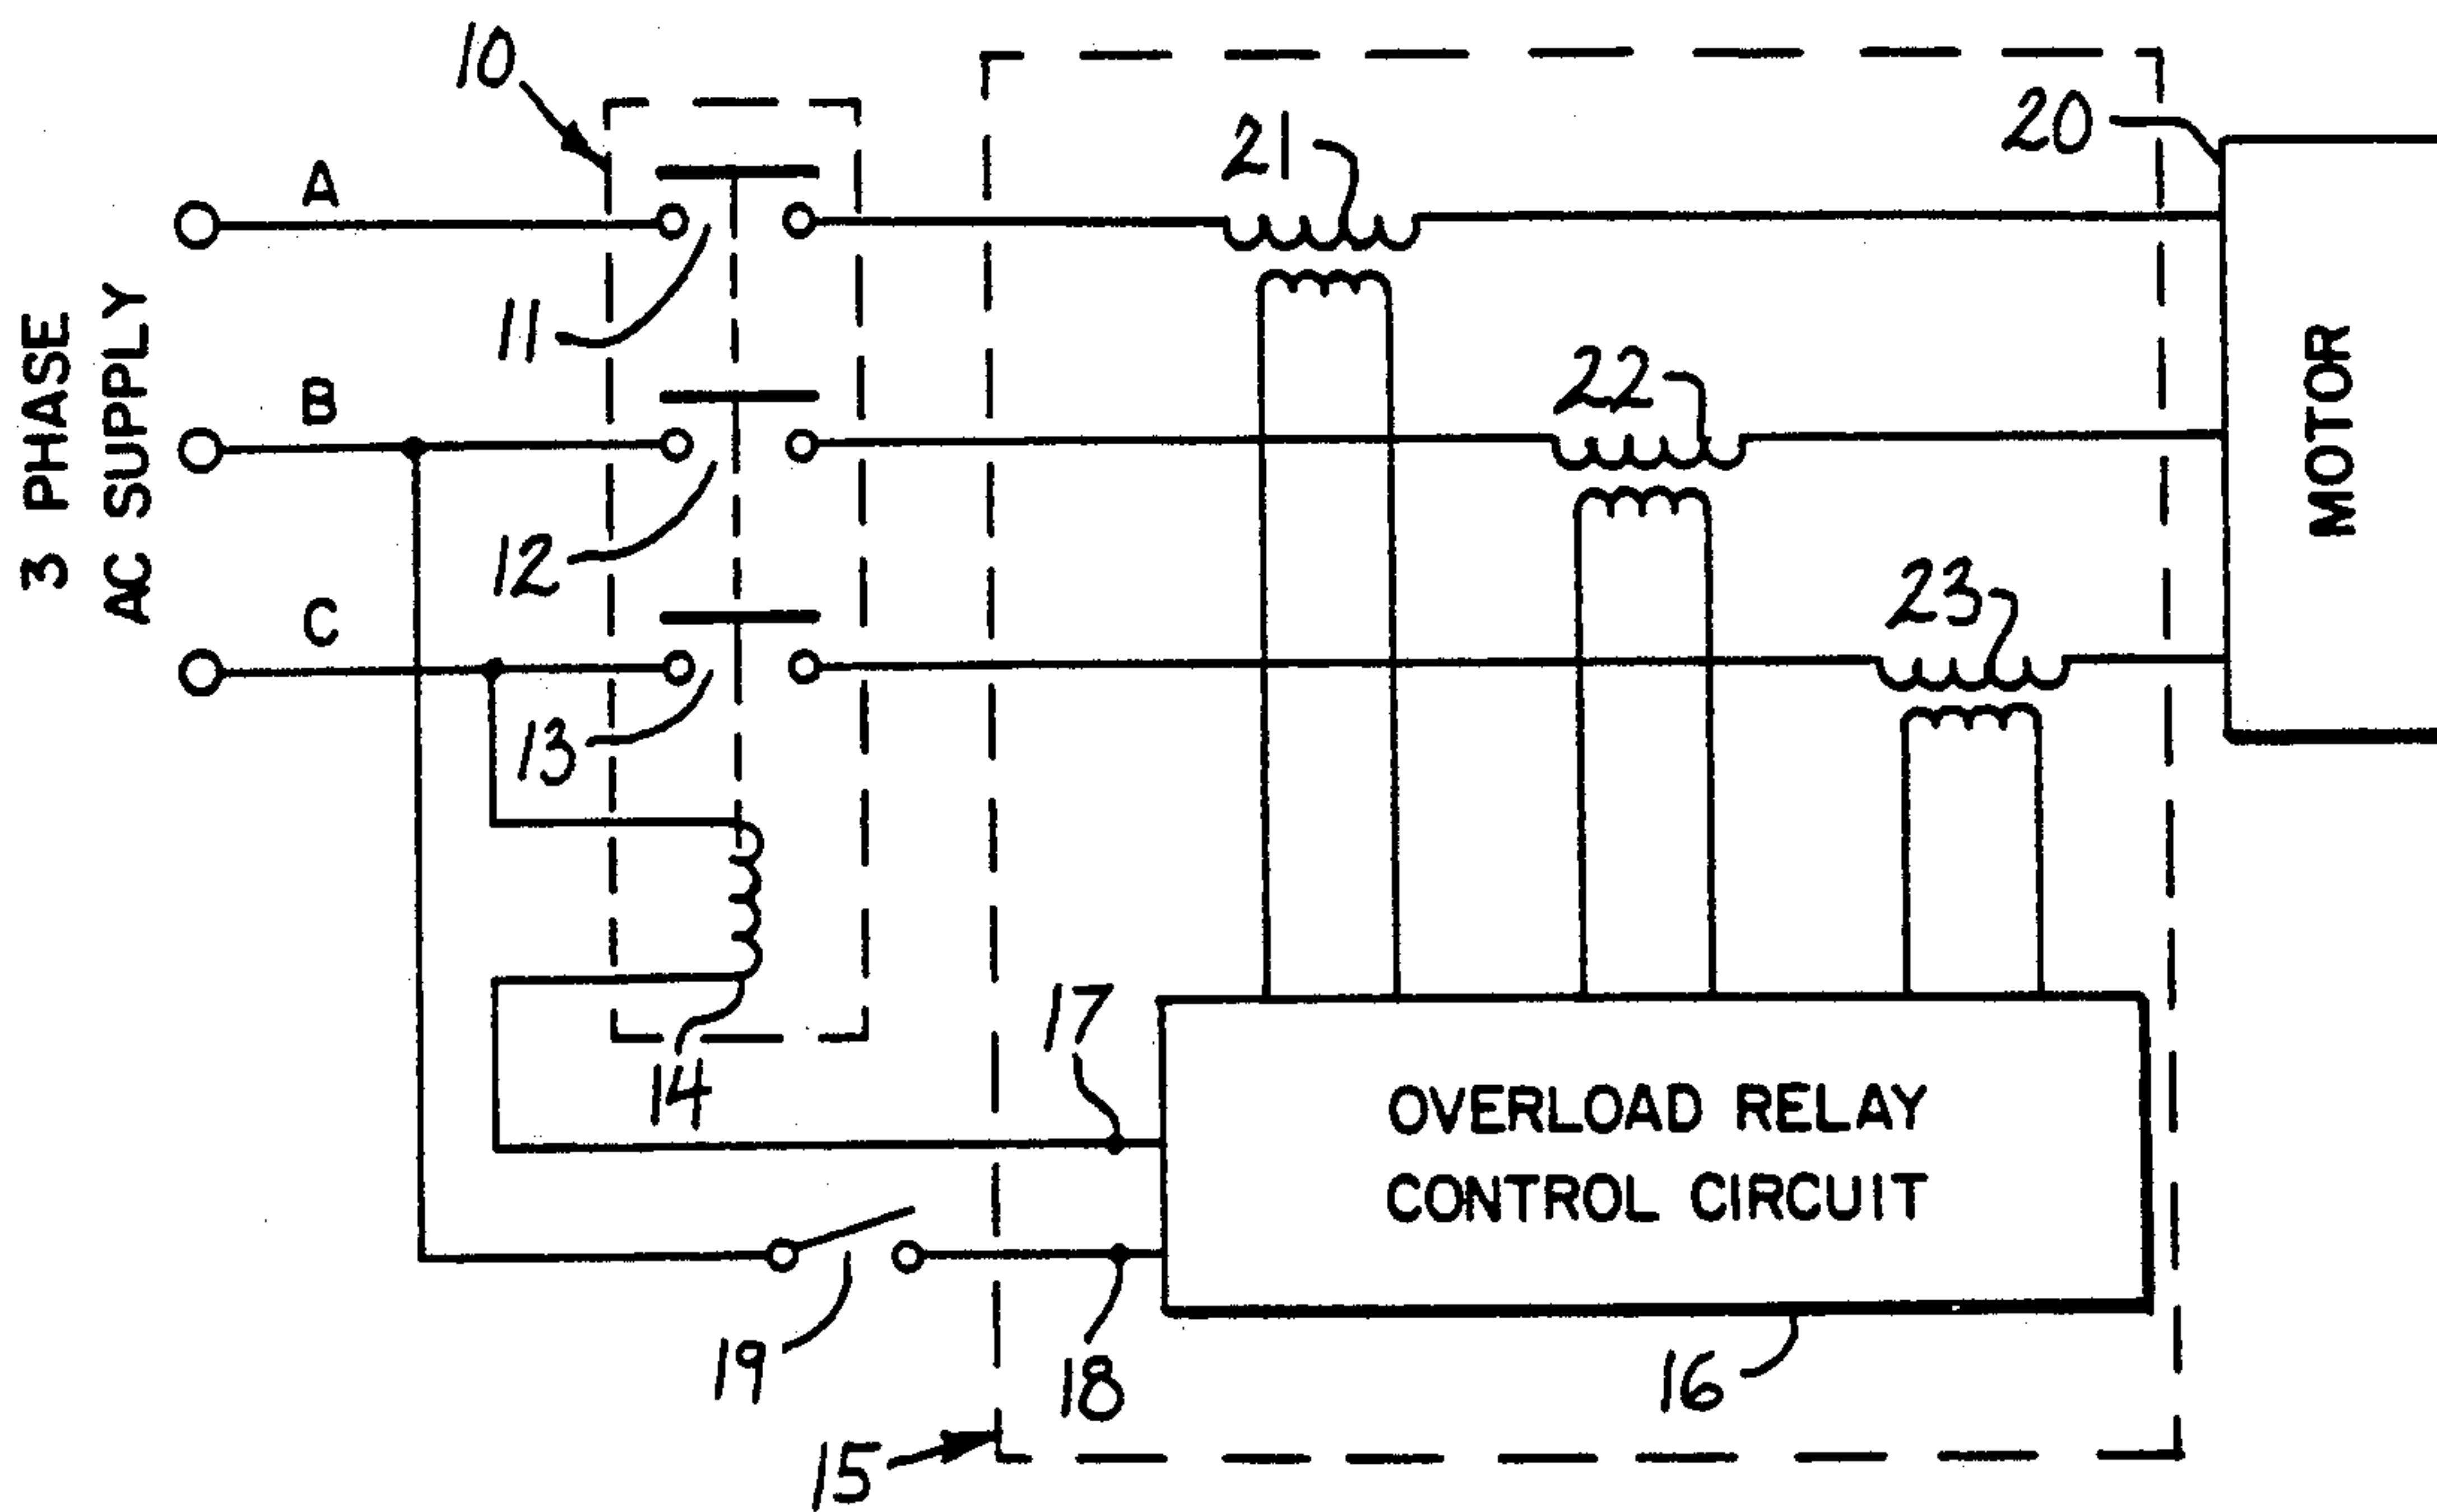 10
20
21
A
3 PHASE
AC SUPPLY
11
B
22
MOTOR
12
C
23
13
17
14
OVERLOAD RELAY
CONTROL CIRCUIT
19
18
16
15